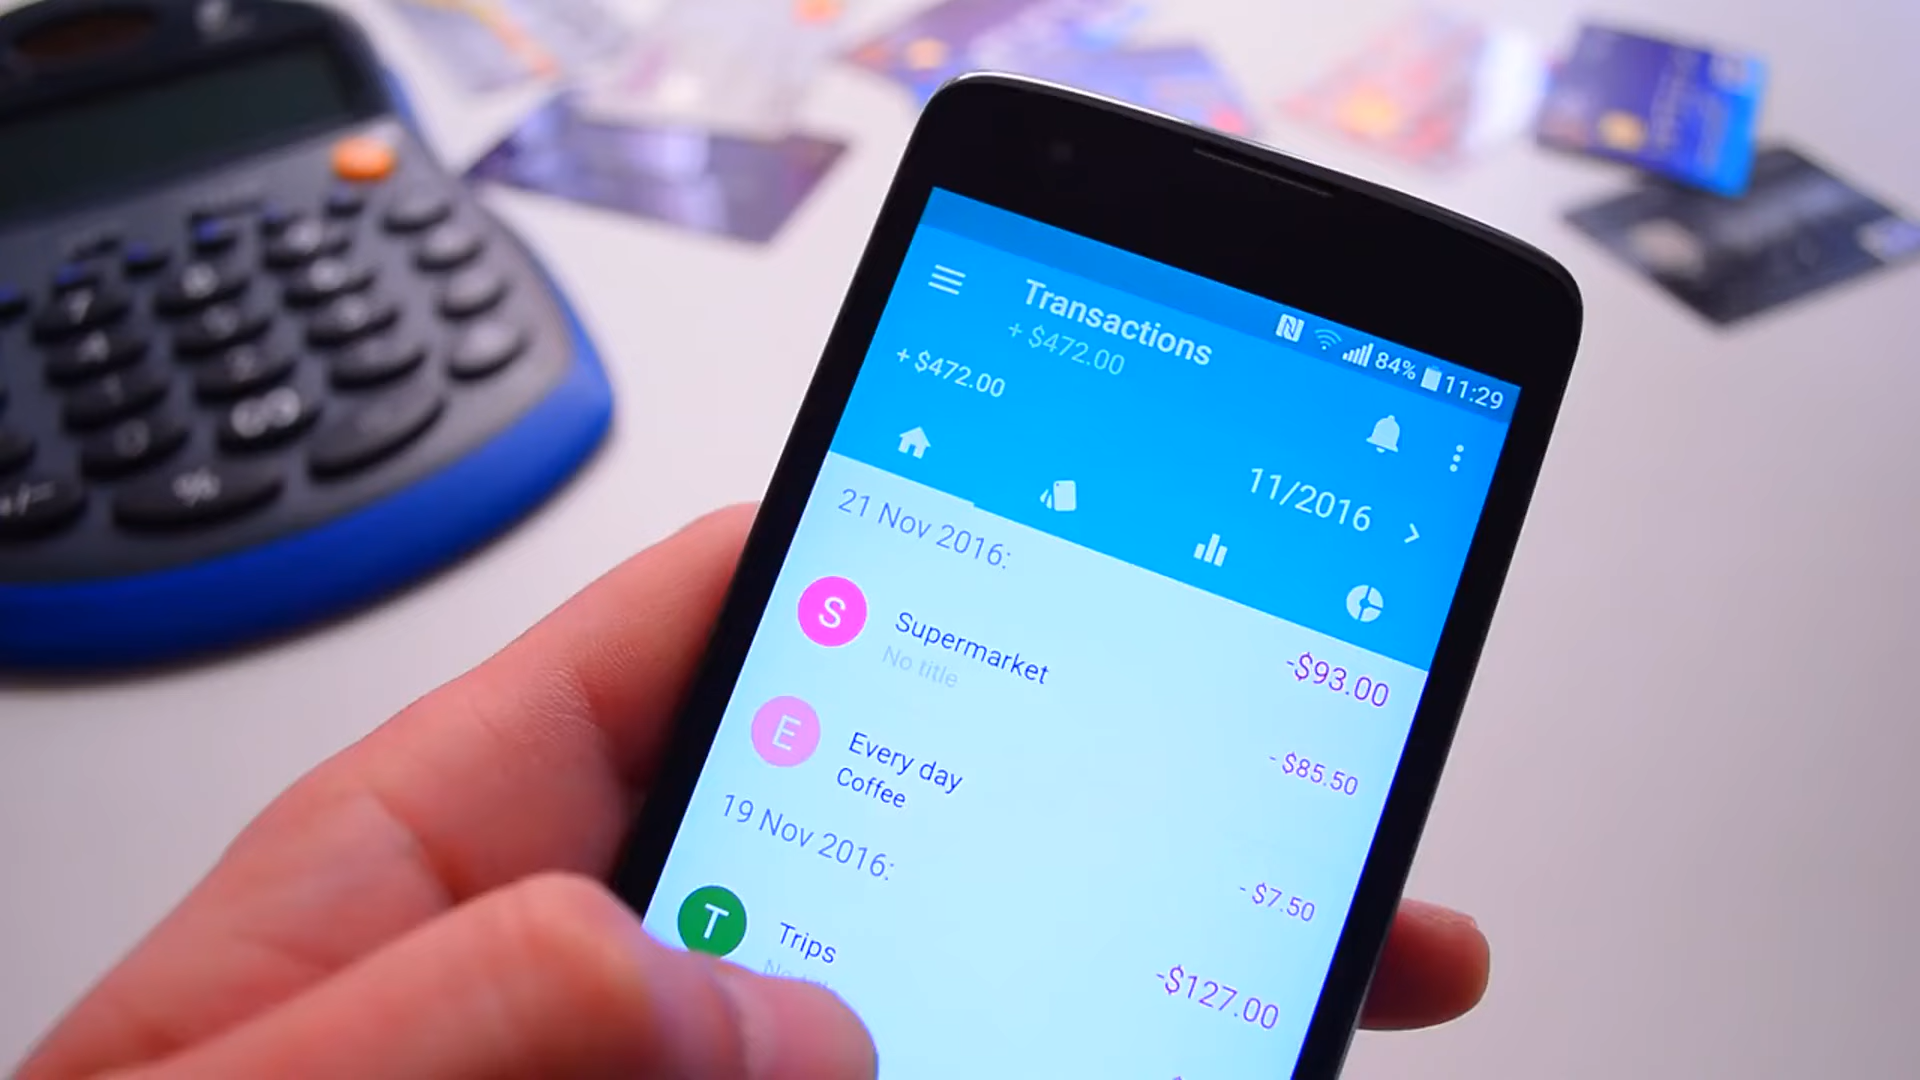 84% 11:29
Transactions
+ $472.00
+ $472.00
11/2016
21 Nov 2016:
-$93.00
S Supermarket
No title
- $85.50
E Every day
Coffee
- $7.50
19 Nov 2016:
-$127.00
T Trips
%